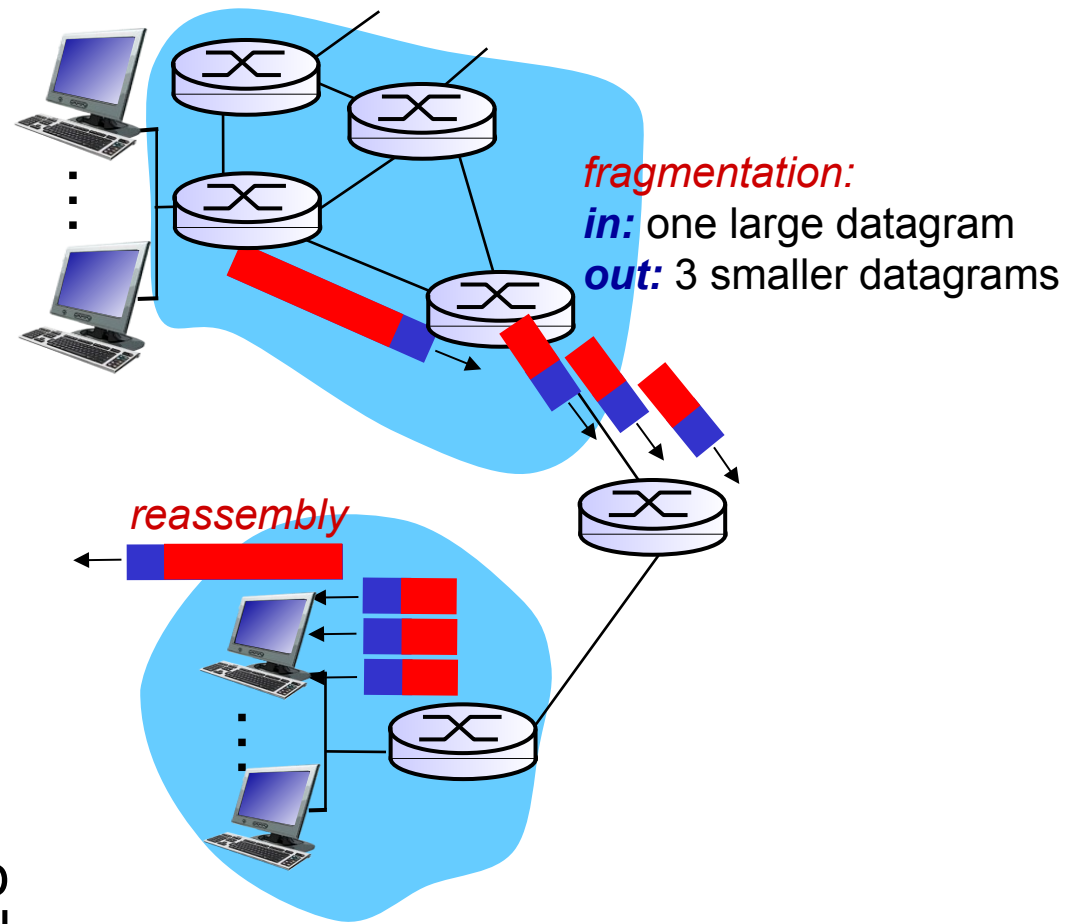 fragmentation:
in: one large datagram
out: 3 smaller datagrams
reassembly